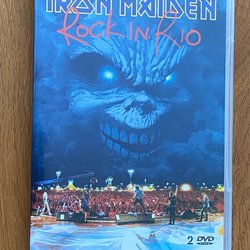 IRON MAIDEN
ROCK IN RIO
2 DVD